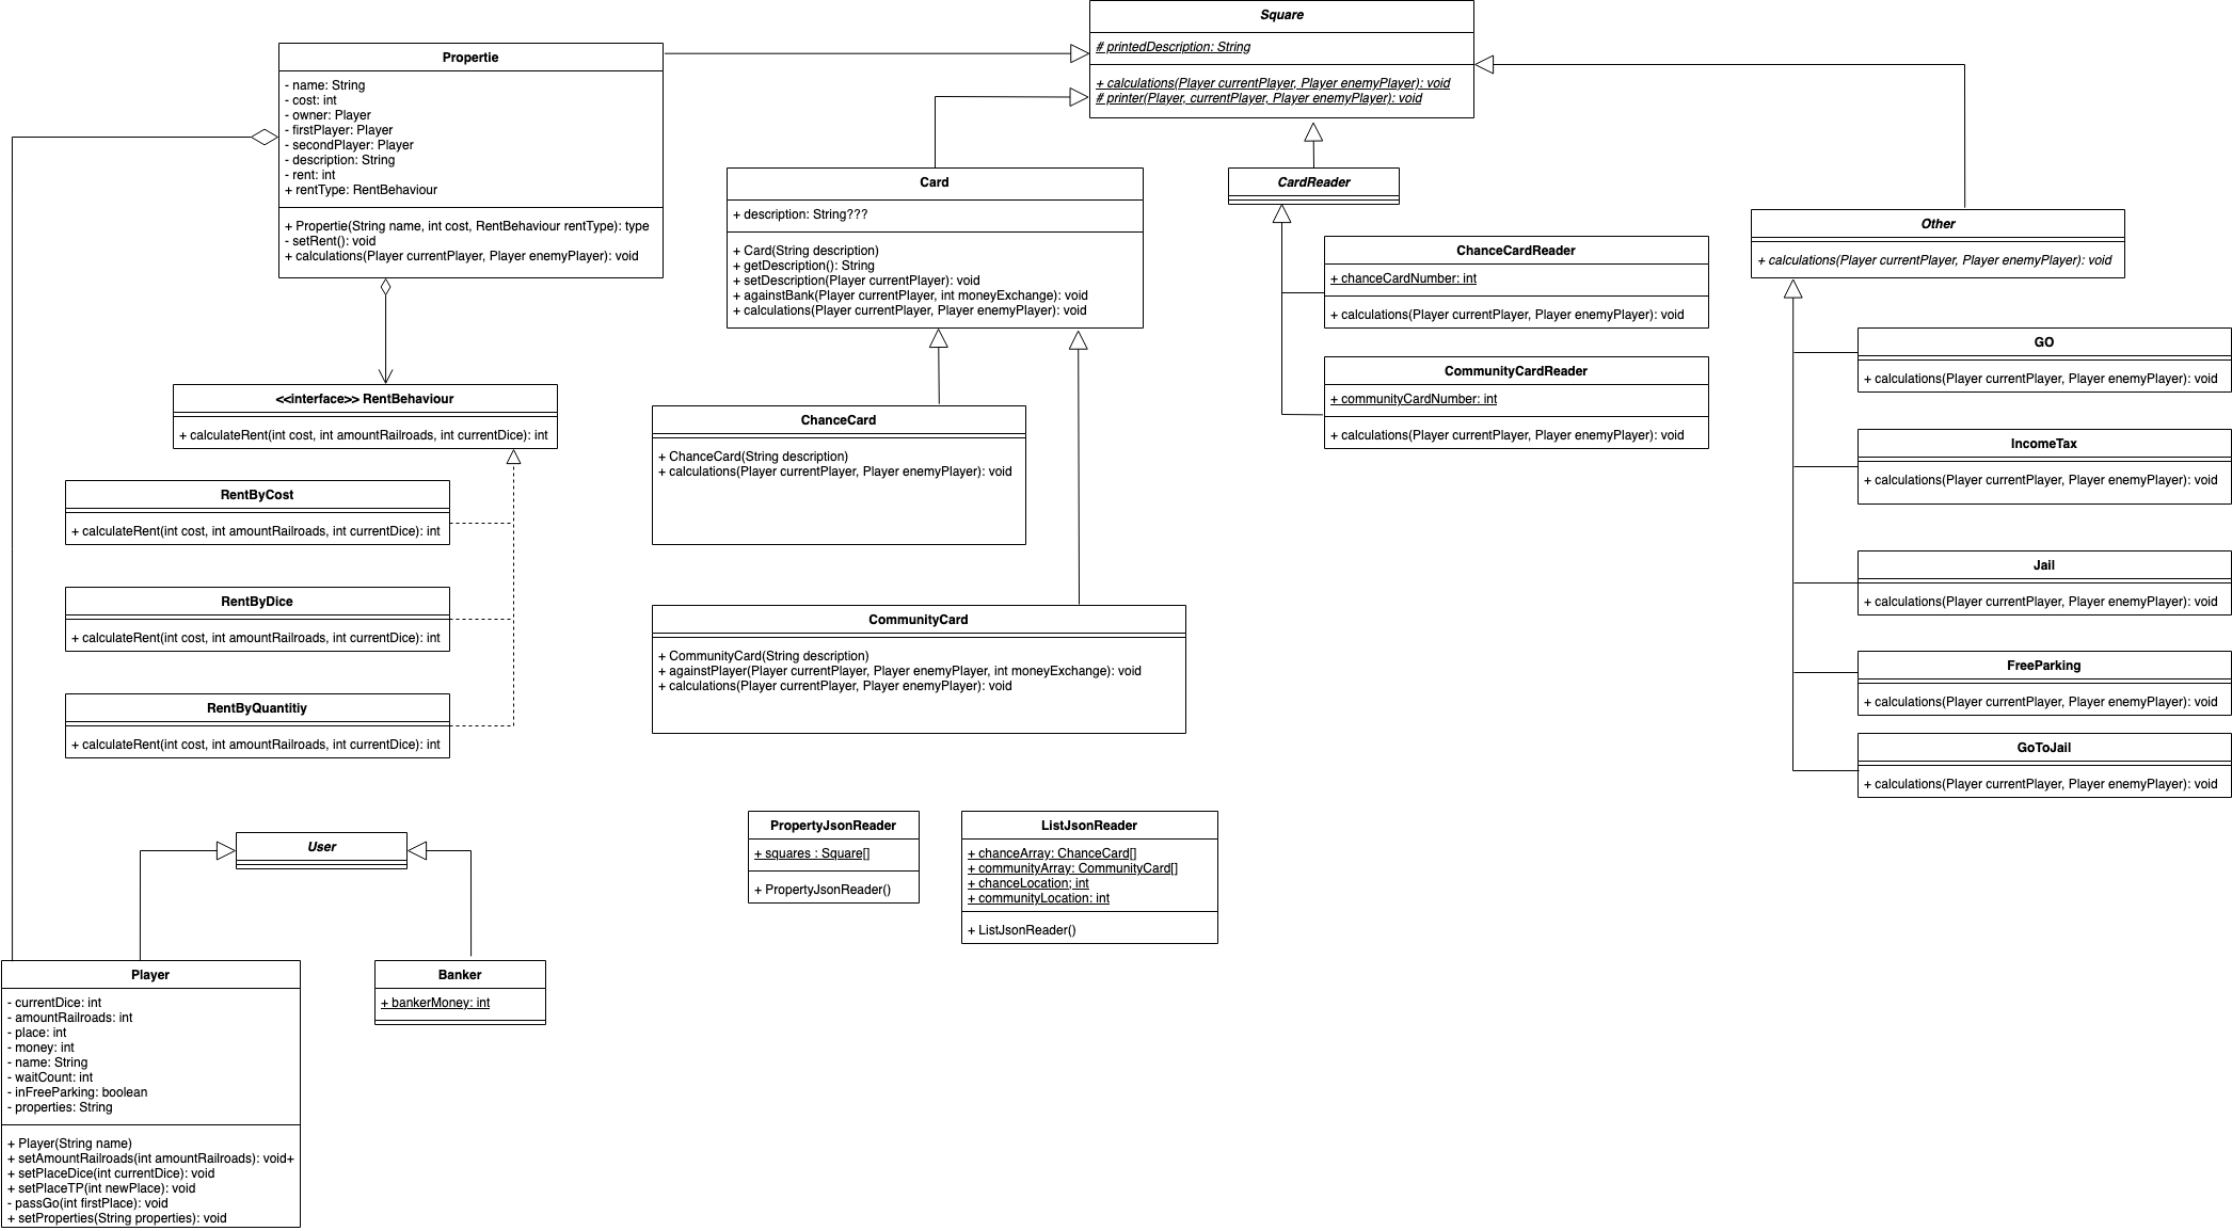 Square
# printedDescription: String
+ calculations(Player currentPlayer, Player enemyPlayer): void
# printer(Player, currentPlayer, Player enemyPlayer): void
Propertie
- name: String
- cost: int
- owner: Player
- firstPlayer: Player
- secondPlayer: Player
- description: String
- rent: int
+ rentType: RentBehaviour
+ Propertie(String name, int cost, RentBehaviour rentType): type
- setRent(): void
+ calculations(Player currentPlayer, Player enemyPlayer): void
Card
+ description: String???
+ Card(String description)
+ getDescription(): String
+ setDescription(Player currentPlayer): void
+ againstBank(Player currentPlayer, int moneyExchange): void
+ calculations(Player currentPlayer, Player enemyPlayer): void
CardReader
ChanceCardReader
+ chanceCardNumber: int
+ calculations(Player currentPlayer, Player enemyPlayer): void
CommunityCardReader
+ communityCardNumber: int
+ calculations(Player currentPlayer, Player enemyPlayer): void
Other
+ calculations(Player currentPlayer, Player enemyPlayer): void
GO
+ calculations(Player currentPlayer, Player enemyPlayer): void
IncomeTax
+ calculations(Player currentPlayer, Player enemyPlayer): void
Jail
+ calculations(Player currentPlayer, Player enemyPlayer): void
FreeParking
+ calculations(Player currentPlayer, Player enemyPlayer): void
GoToJail
+ calculations(Player currentPlayer, Player enemyPlayer): void
<<interface>> RentBehaviour
+ calculateRent(int cost, int amountRailroads, int currentDice): int
RentByCost
+ calculateRent(int cost, int amountRailroads, int currentDice): int
RentByDice
+ calculateRent(int cost, int amountRailroads, int currentDice): int
RentByQuantitiy
+ calculateRent(int cost, int amountRailroads, int currentDice): int
ChanceCard
+ ChanceCard(String description)
+ calculations(Player currentPlayer, Player enemyPlayer): void
CommunityCard
+ CommunityCard(String description)
+ againstPlayer(Player currentPlayer, Player enemyPlayer, int moneyExchange): void
+ calculations(Player currentPlayer, Player enemyPlayer): void
PropertyJsonReader
+ squares : Square[]
+ PropertyJsonReader()
ListJsonReader
+ chanceArray: ChanceCard[]
+ communityArray: CommunityCard[]
+ chanceLocation; int
+ communityLocation: int
+ ListJsonReader()
User
Player
- currentDice: int
- amountRailroads: int
- place: int
- money: int
- name: String
- waitCount: int
- inFreeParking: boolean
- properties: String
+ Player(String name)
+ setAmountRailroads(int amountRailroads): void+
+ setPlaceDice(int currentDice): void
+ setPlaceTP(int newPlace): void
- passGo(int firstPlace): void
+ setProperties(String properties): void
Banker
+ bankerMoney: int